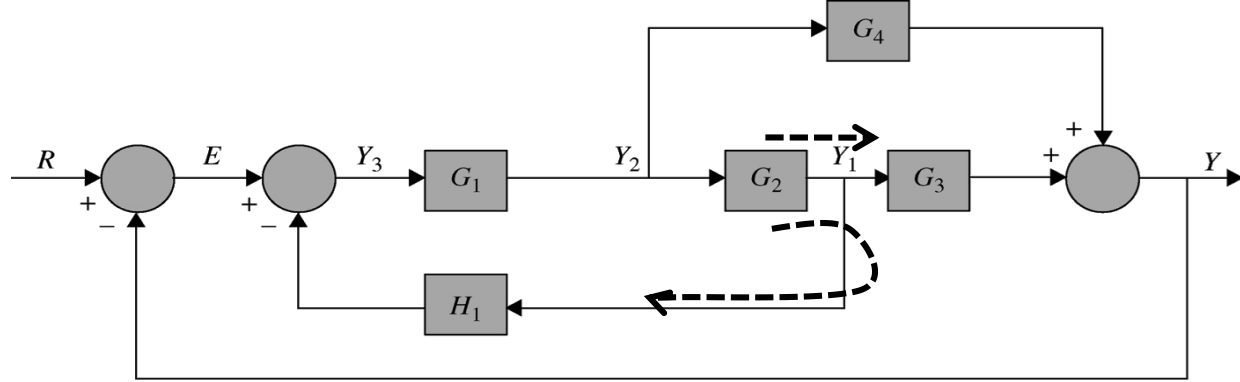 G₄
+
R E Y₃ G₁ Y₂ G₂ Y₁ G₃ + Y
+ − + −
H₁